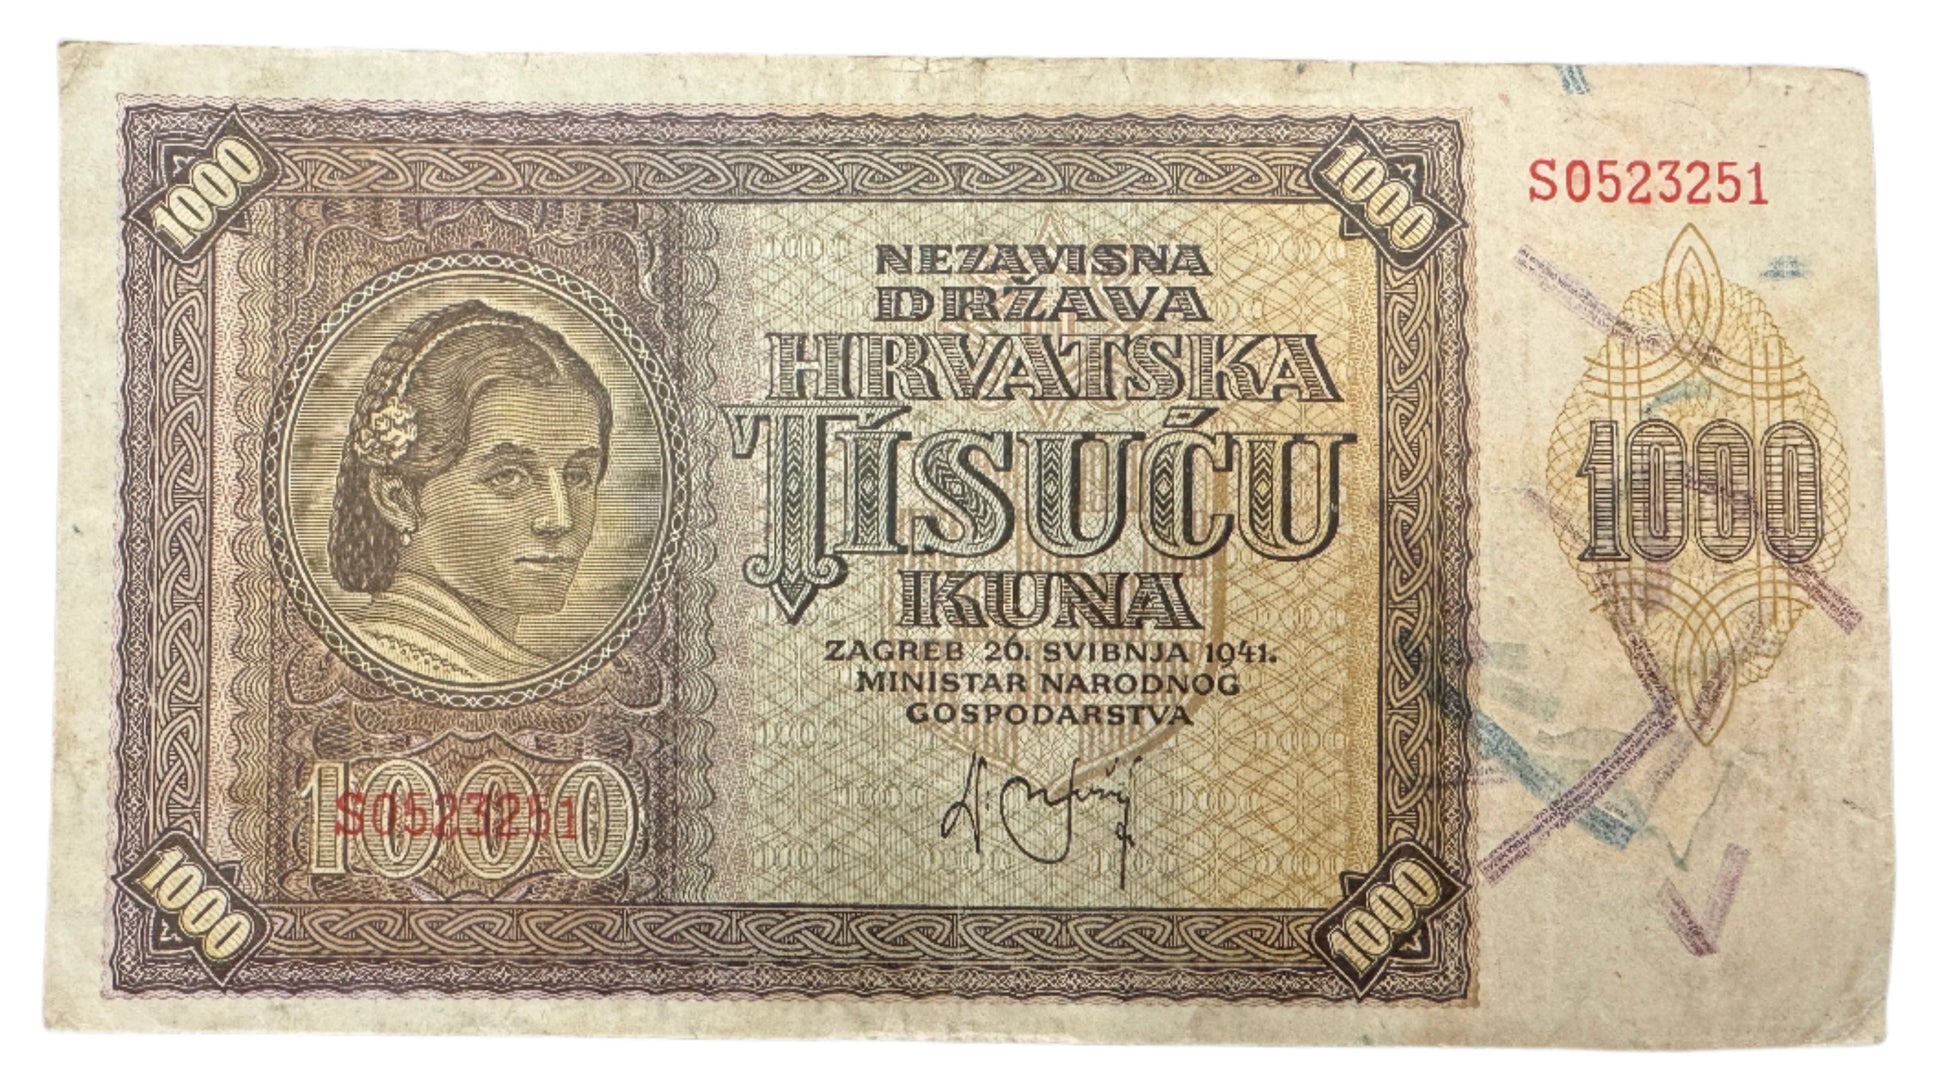 1000
1000
S0523251
NEZAVISNA
DRŽAVA
HRVATSKA
TISUĆU
KUNA
1000
ZAGREB 26. SVIBNJA 1941.
MINISTAR NARODNOG
GOSPODARSTVA
1000
S0523251
1000
1000